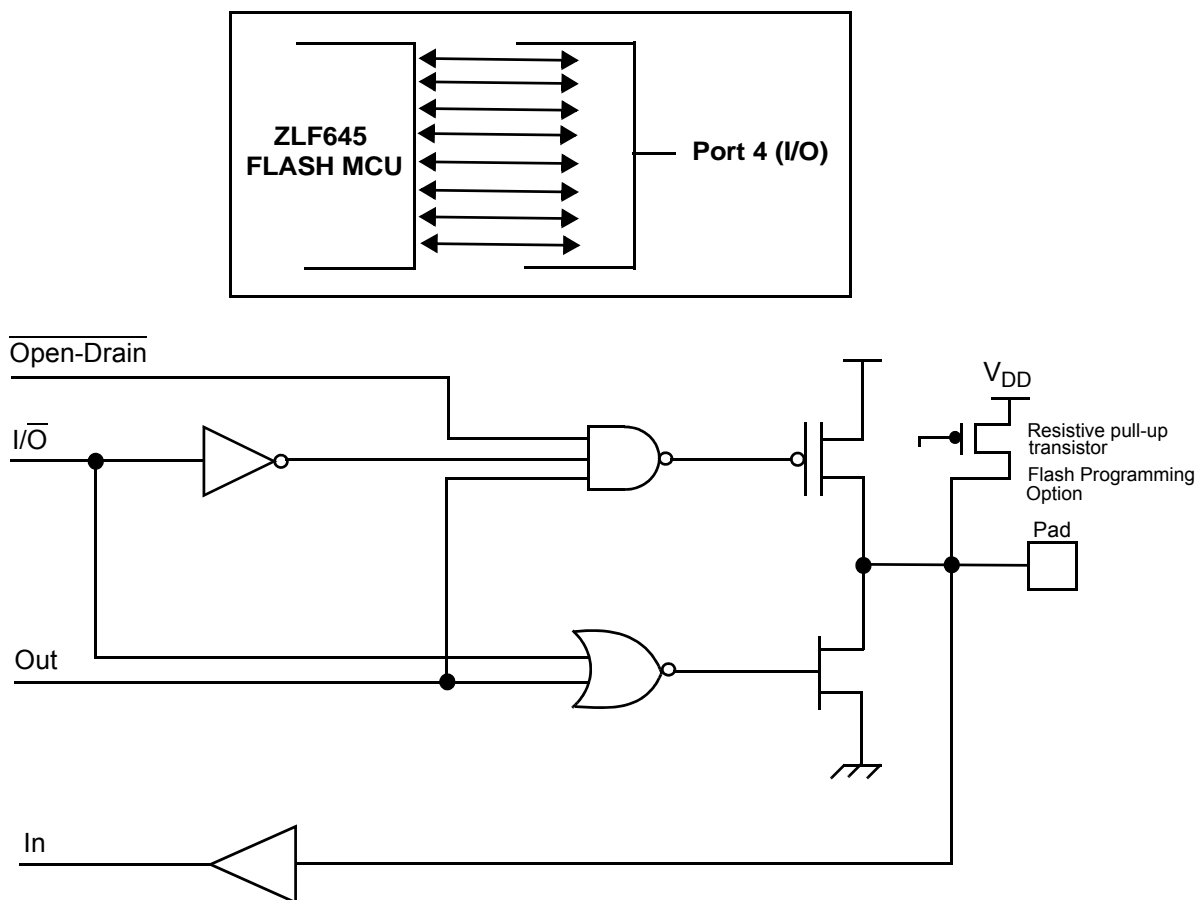 ZLF645
FLASH MCU
Port 4 (I/O)
Open-Drain
I/O
VDD
Resistive pull-up
transistor
Flash Programming
Option
Pad
Out
In